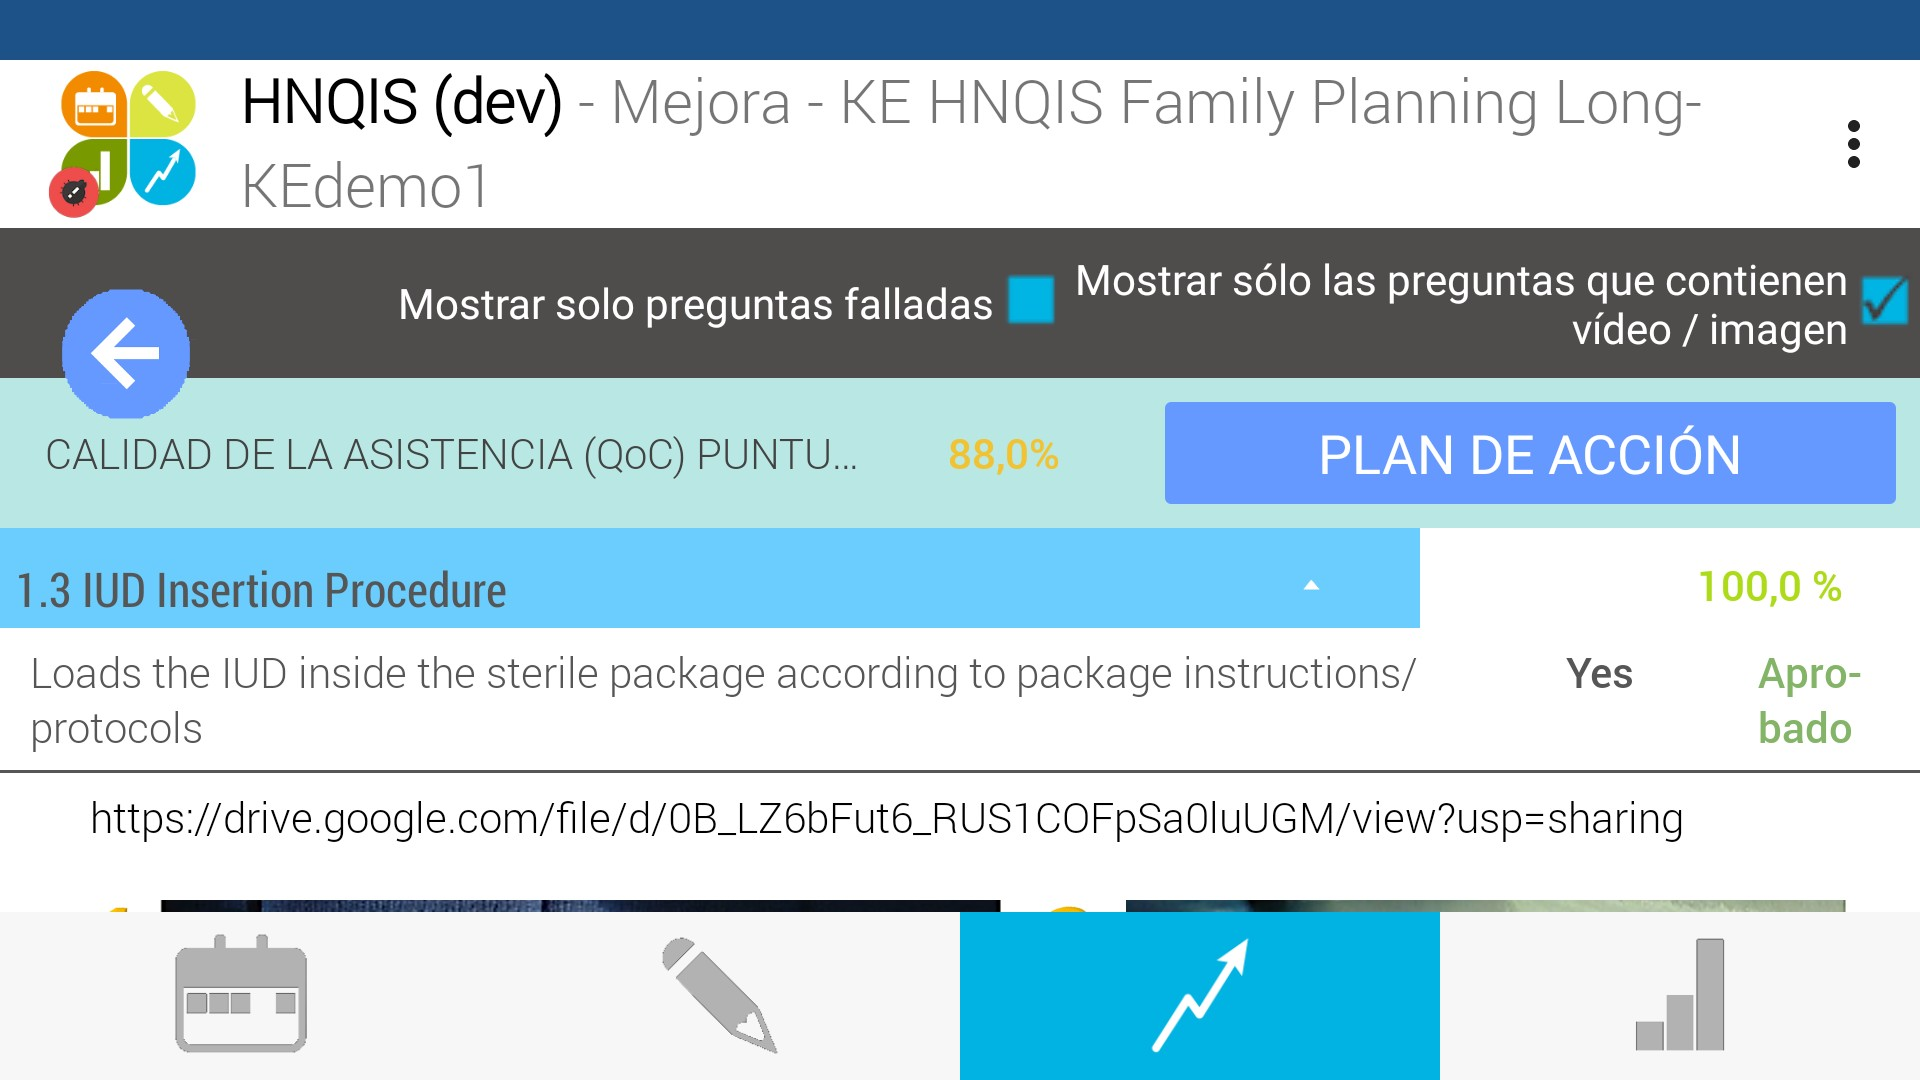 HNQIS (dev) - Mejora - KE HNQIS Family Planning Long-
KEdemo1
Mostrar solo preguntas falladas
Mostrar sólo las preguntas que contienen
vídeo / imagen
CALIDAD DE LA ASISTENCIA (QoC) PUNTU...
88,0%
PLAN DE ACCIÓN
1.3 IUD Insertion Procedure
100,0 %
Loads the IUD inside the sterile package according to package instructions/
protocols
Yes
Apro-
bado
https://drive.google.com/file/d/0B_LZ6bFut6_RUS1COFpSa0luUGM/view?usp=sharing